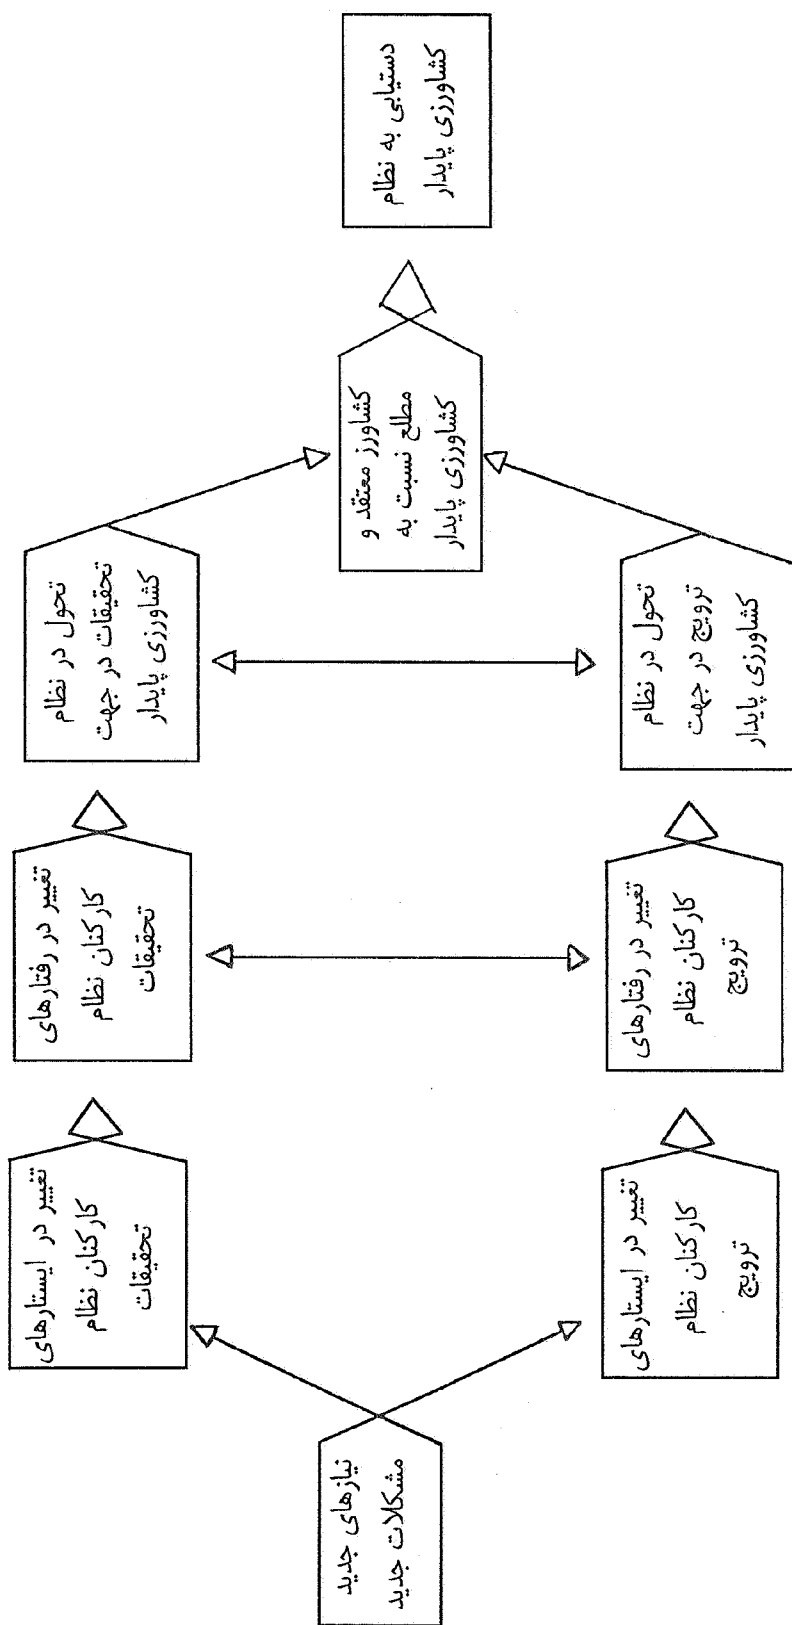 نیازهای جدید
مشکلات جدید
تغییر در ایستارهای
کارکنان نظام
تحقیقات
تغییر در رفتارهای
کارکنان نظام
تحقیقات
تحول در نظام
تحقیقات در جهت
کشاورزی پایدار
تغییر در ایستارهای
کارکنان نظام
ترویج
تغییر در رفتارهای
کارکنان نظام
ترویج
تحول در نظام
ترویج در جهت
کشاورزی پایدار
کشاورز معتقد و
مطلع نسبت به
کشاورزی پایدار
دستیابی به نظام
کشاورزی پایدار